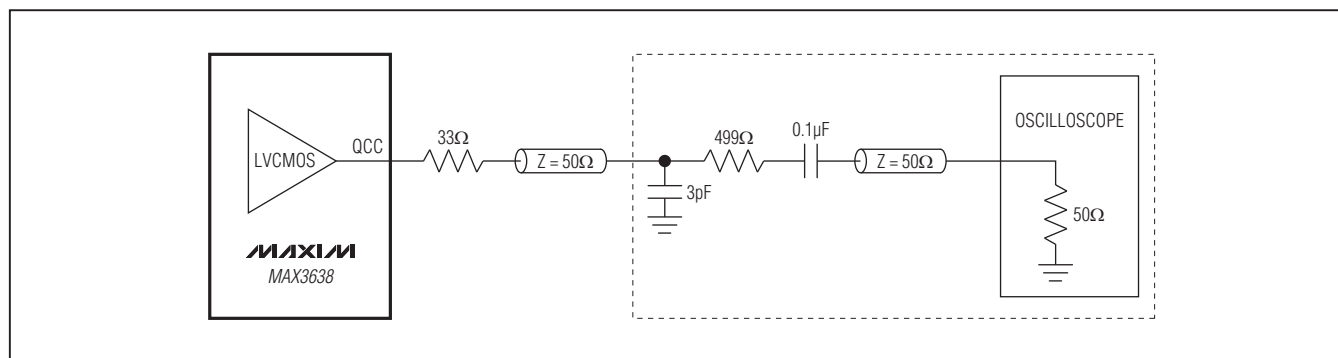 LVCMOS
QCC
33Ω
Z = 50Ω
3pF
499Ω
0.1µF
Z = 50Ω
OSCILLOSCOPE
50Ω
MAXIM
MAX3638